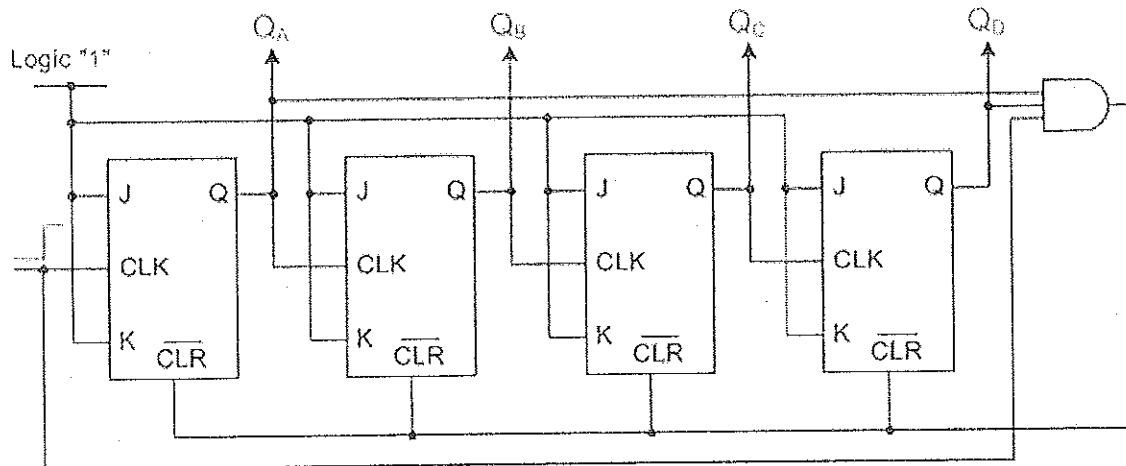 Q_A Q_B Q_C Q_D
Logic "1"
J Q J Q J Q J Q
CLK CLK CLK CLK
K K K K
CLR CLR CLR CLR